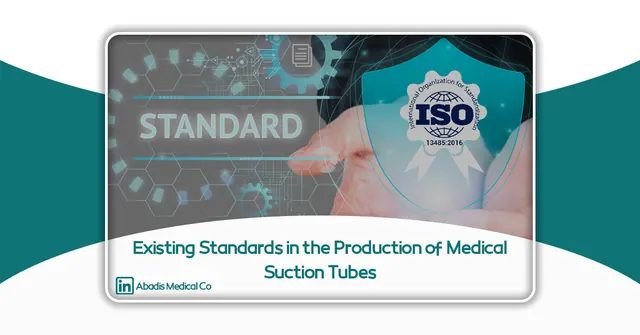 STANDARD
International Organization for Standardization
ISO
13485:2016
Existing Standards in the Production of Medical
Suction Tubes
in Abadis Medical Co